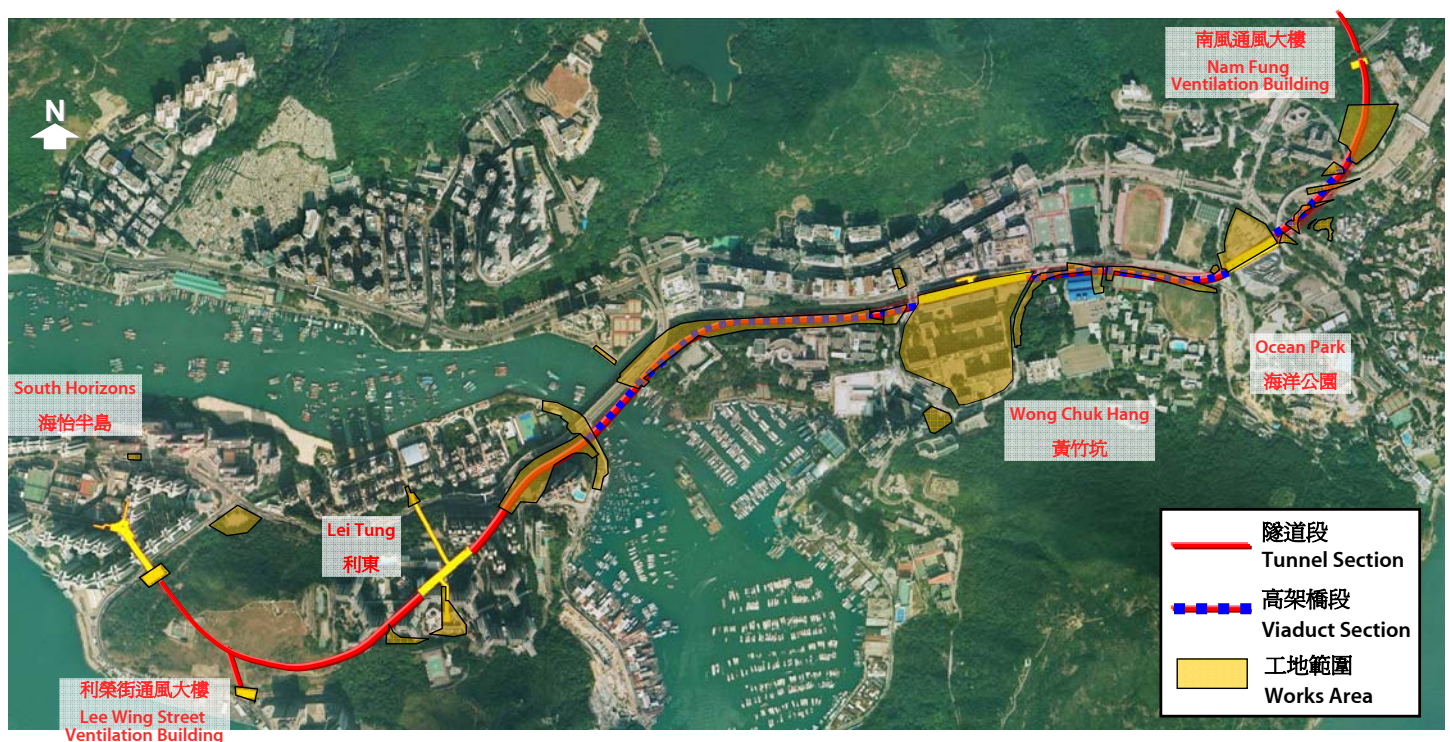 南風通風大樓
Nam Fung
Ventilation Building
N
South Horizons
海怡半島
Ocean Park
海洋公園
Wong Chuk Hang
黃竹坑
Lei Tung
利東
利榮街通風大樓
Lee Wing Street
Ventilation Building
隧道段
Tunnel Section
高架橋段
Viaduct Section
工地範圍
Works Area